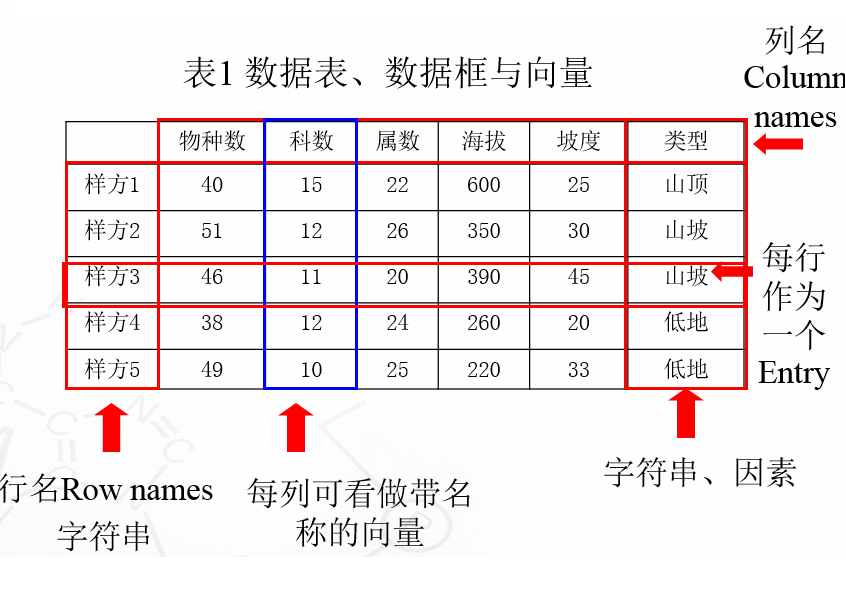 列名
Column
names
表1 数据表、数据框与向量
物种数 科数 属数 海拔 坡度 类型
样方1 40 15 22 600 25 山顶
样方2 51 12 26 350 30 山坡
样方3 46 11 20 390 45 山坡
样方4 38 12 24 260 20 低地
样方5 49 10 25 220 33 低地
每行
作为
一个
Entry
行名Row names
字符串
每列可看做带名
称的向量
字符串、因素